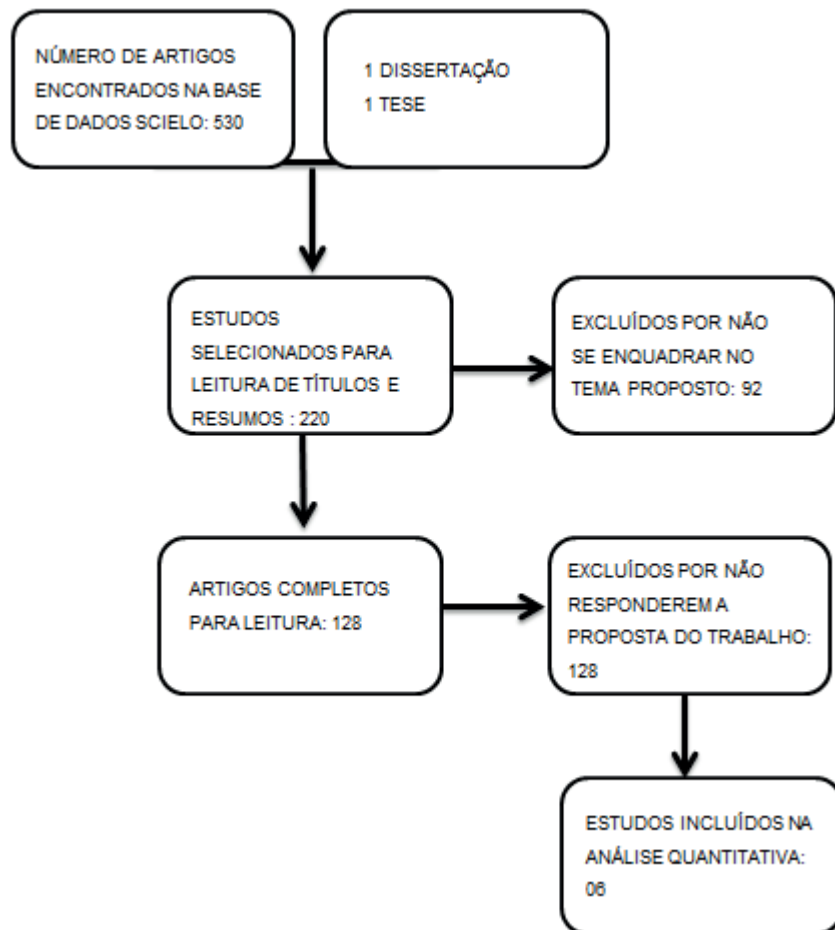 NÚMERO DE ARTIGOS
ENCONTRADOS NA BASE
DE DADOS SCIELO: 530
1 DISSERTAÇÃO
1 TESE
ESTUDOS
SELECIONADOS PARA
LEITURA DE TÍTULOS E
RESUMOS : 220
EXCLUÍDOS POR NÃO
SE ENQUADRAR NO
TEMA PROPOSTO: 92
ARTIGOS COMPLETOS
PARA LEITURA: 128
EXCLUÍDOS POR NÃO
RESPONDEREM A
PROPOSTA DO TRABALHO:
128
ESTUDOS INCLUÍDOS NA
ANÁLISE QUANTITATIVA:
06